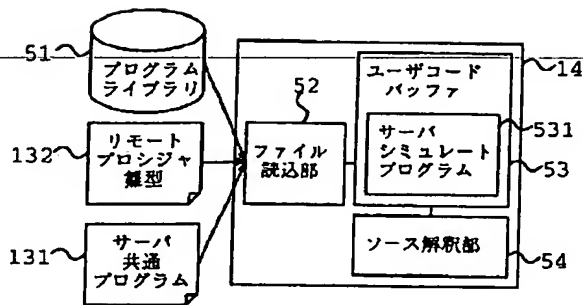 51
プログラム
ライブラリ
132
リモート
プロシジャ
雛型
131
サーバ
共通
プログラム
52
ファイル
読込部
14
ユーザコード
バッファ
531
サーバ
シミュレート
プログラム
53
ソース解釈部
54